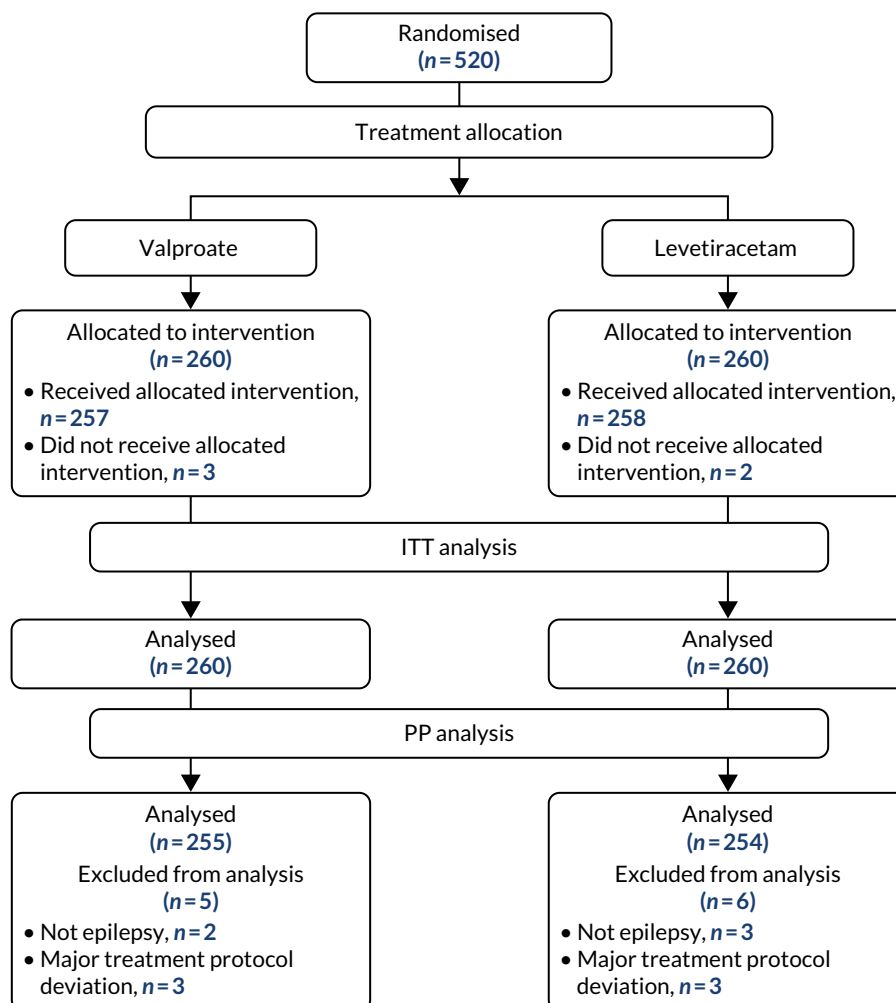 Randomised
(n=520)
Treatment allocation
Valproate
Levetiracetam
Allocated to intervention
(n=260)
• Received allocated intervention,
n=257
• Did not receive allocated
intervention, n=3
Allocated to intervention
(n=260)
• Received allocated intervention,
n=258
• Did not receive allocated
intervention, n=2
ITT analysis
Analysed
(n=260)
Analysed
(n=260)
PP analysis
Analysed
(n=255)
Excluded from analysis
(n=5)
• Not epilepsy, n=2
• Major treatment protocol
deviation, n=3
Analysed
(n=254)
Excluded from analysis
(n=6)
• Not epilepsy, n=3
• Major treatment protocol
deviation, n=3